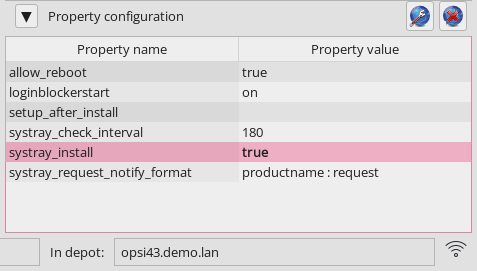 Property configuration
Property name Property value
allow_reboot true
loginblockerstart on
setup_after_install
systray_check_interval 180
systray_install true
systray_request_notify_format productname : request
In depot: opsi43.demo.lan